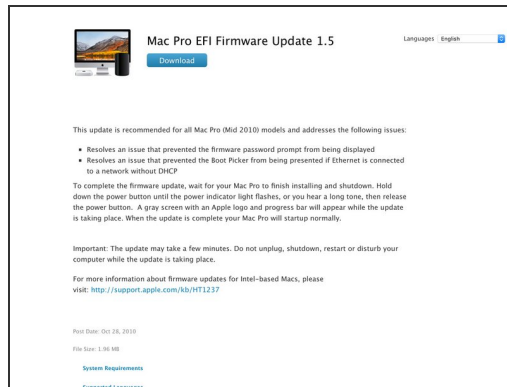 Mac Pro EFI Firmware Update 1.5
Languages English
Download
This update is recommended for all Mac Pro (Mid 2010) models and addresses the following issues:
• Resolves an issue that prevented the firmware password prompt from being displayed
• Resolves an issue that prevented the Boot Picker from being presented if Ethernet is connected
to a network without DHCP
To complete the firmware update, wait for your Mac Pro to finish installing and shutdown. Hold
down the power button until the power indicator light flashes, or you hear a long tone, then release
the power button. A gray screen with an Apple logo and progress bar will appear while the update
is taking place. When the update is complete your Mac Pro will startup normally.
Important: The update may take a few minutes. Do not unplug, shutdown, restart or disturb your
computer while the update is taking place.
For more information about firmware updates for Intel-based Macs, please
visit: http://support.apple.com/kb/HT1237
Post Date: Oct 28, 2010
File Size: 1.96 MB
System Requirements
Supported Languages